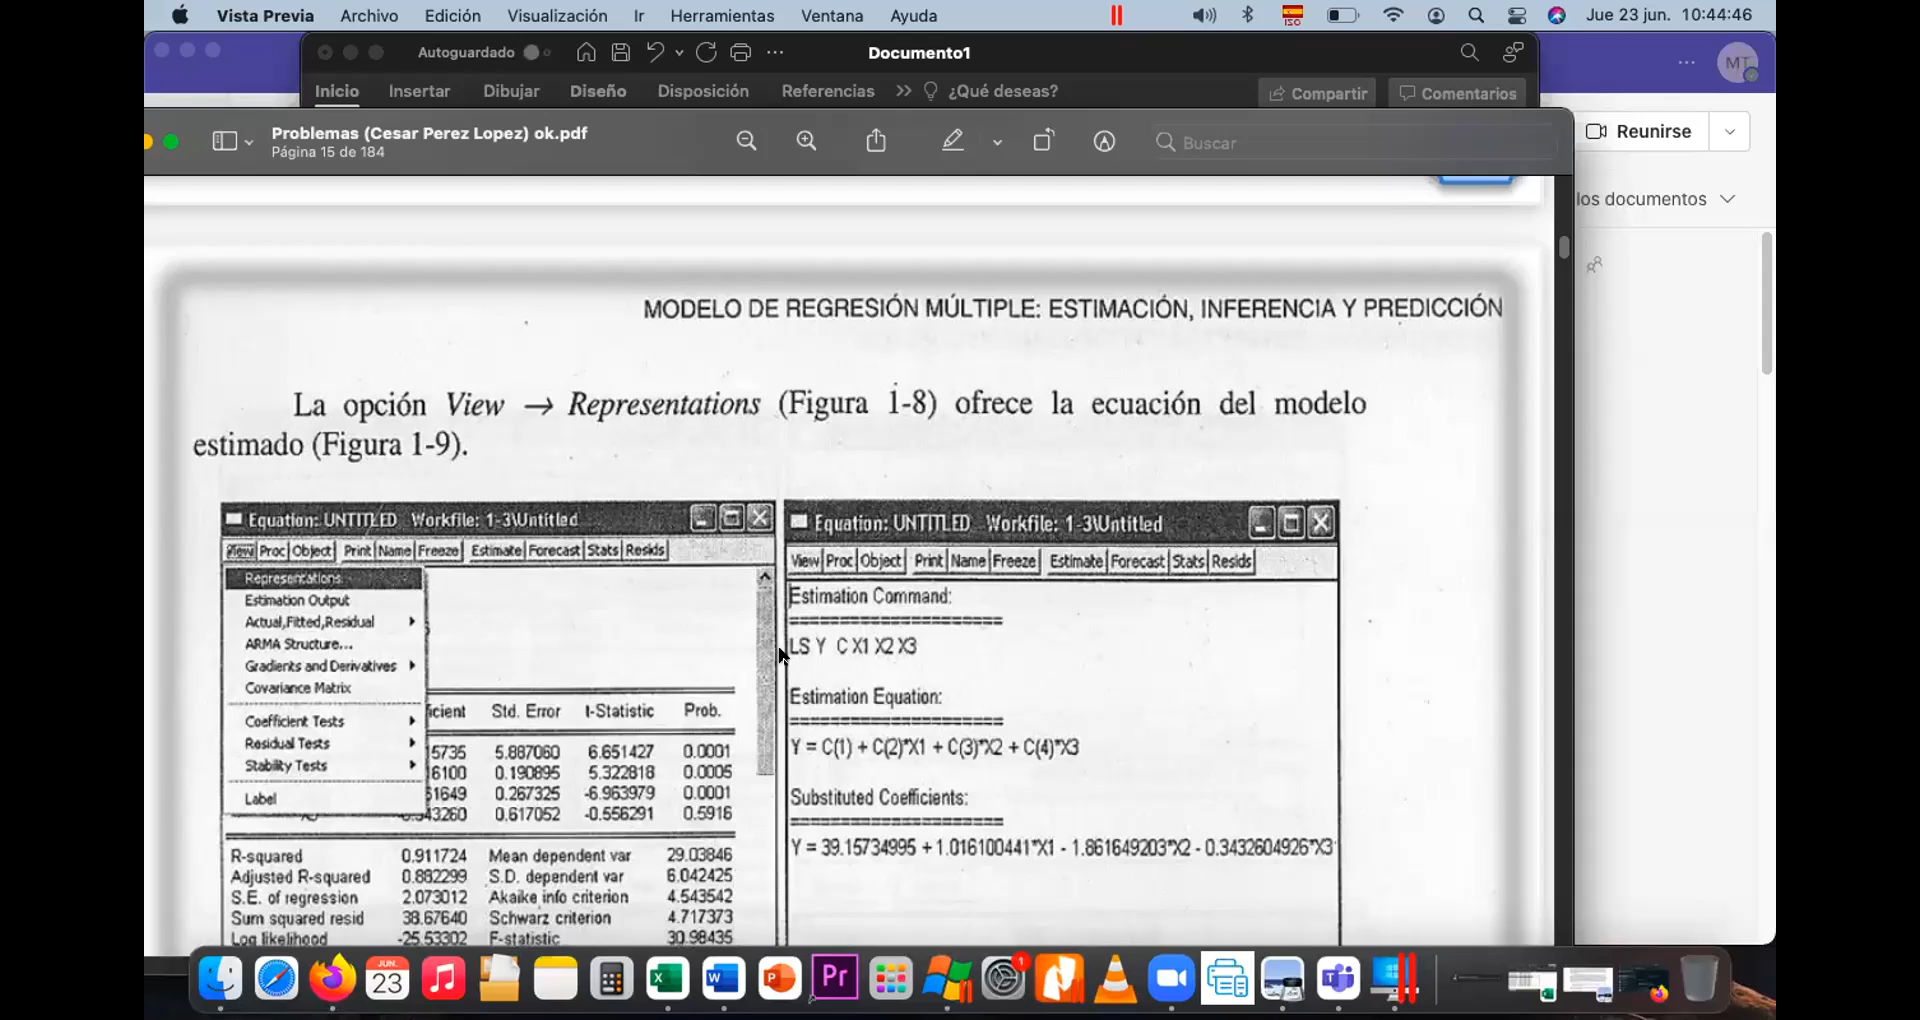 Vista Previa Archivo Edición Visualización Ir Herramientas Ventana Ayuda ISO Jue 23 jun. 10:44:46
Autoguardado Documento1
MT
Inicio Insertar Dibujar Diseño Disposición Referencias >> ¿Qué deseas? Compartir Comentarios
Problemas (Cesar Perez Lopez) ok.pdf
Página 15 de 184
Buscar
Reunirse
los documentos
MODELO DE REGRESIÓN MÚLTIPLE: ESTIMACIÓN, INFERENCIA Y PREDICCIÓN
La opción View → Representations (Figura 1-8) ofrece la ecuación del modelo
estimado (Figura 1-9).
Equation: UNTITLED Workfile: 1-3\Untitled
View Proc Object Print Name Freeze Estimate Forecast Stats Resids
Representations
Estimation Output
Actual,Fitted,Residual
ARMA Structure...
Gradients and Derivatives
Covariance Matrix
Coefficient Tests
Residual Tests
Stability Tests
Label
icient Std. Error t-Statistic Prob.
15735 5.887060 6.651427 0.0001
16100 0.190895 5.322818 0.0005
61649 0.267325 -6.963979 0.0001
43260 0.617052 -0.556291 0.5916
R-squared 0.911724 Mean dependent var 29.03846
Adjusted R-squared 0.882299 S.D. dependent var 6.042425
S.E. of regression 2.073012 Akaike info criterion 4.543542
Sum squared resid 38.67640 Schwarz criterion 4.717373
Log likelihood -25.53302 F-statistic 30.98435
Equation: UNTITLED Workfile: 1-3\Untitled
View Proc Object Print Name Freeze Estimate Forecast Stats Resids
Estimation Command:
=====================
LS Y C X1 X2 X3
Estimation Equation:
=====================
Y = C(1) + C(2)*X1 + C(3)*X2 + C(4)*X3
Substituted Coefficients:
=====================
Y = 39.15734995 + 1.016100441*X1 - 1.861649203*X2 - 0.3432604926*X3
JUN.
23
X W P Pr 1